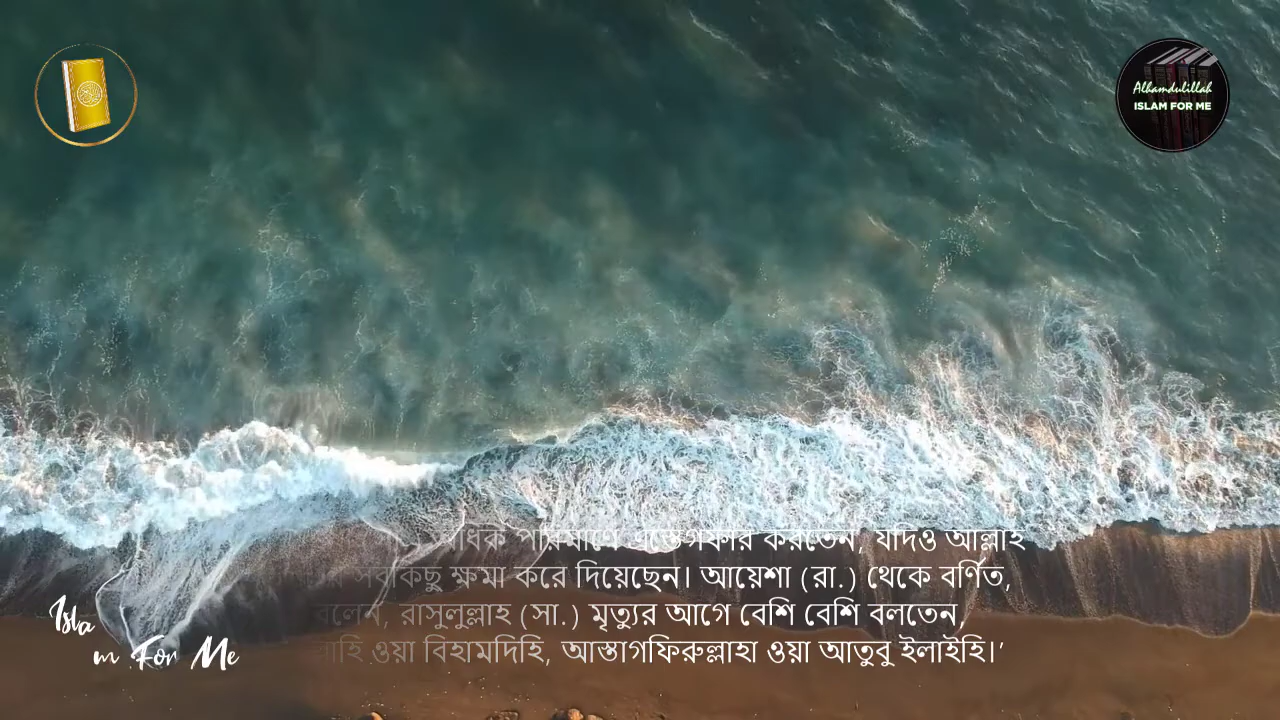 Alhamdulillah
ISLAM FOR ME
পরিমাণে এস্তেগফার করতেন, যদিও আল্লাহ
সবকিছু ক্ষমা করে দিয়েছেন। আয়েশা (রা.) থেকে বর্ণিত,
বলেন, রাসুলুল্লাহ (সা.) মৃত্যুর আগে বেশি বেশি বলতেন,
ওয়া বিহামদিহি, আস্তাগফিরুল্লাহা ওয়া আতুবু ইলাইহি।’
Isla
m For Me